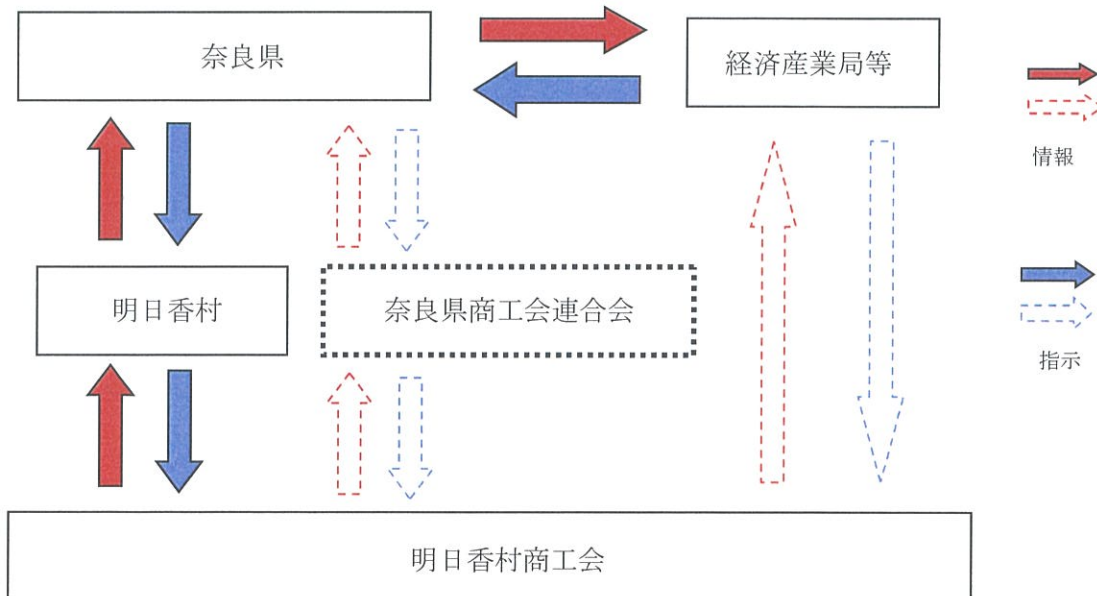 奈良県
経済産業局等
情報
明日香村
奈良県商工会連合会
指示
明日香村商工会